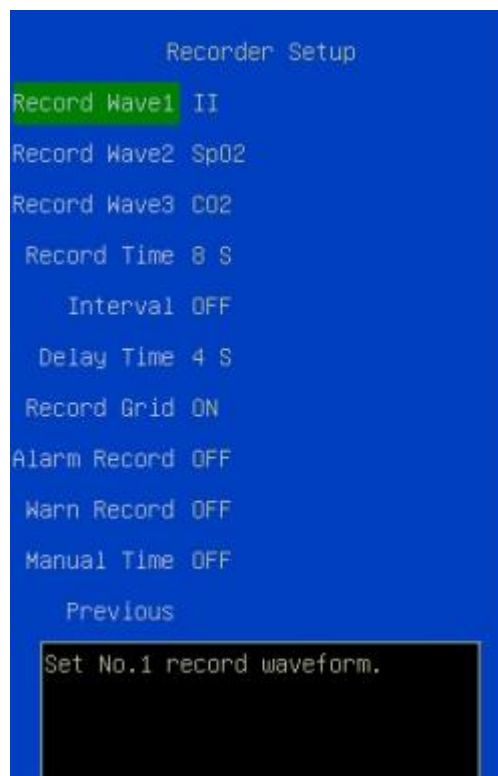 Recorder Setup
Record Wave1 II
Record Wave2 SpO2
Record Wave3 CO2
Record Time 8 S
Interval OFF
Delay Time 4 S
Record Grid ON
Alarm Record OFF
Warn Record OFF
Manual Time OFF
Previous
Set No.1 record waveform.